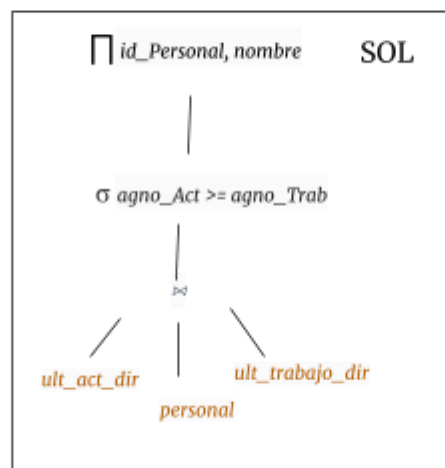 ∏ id_Personal, nombre SOL
σ agno_Act >= agno_Trab
⋈
ult_act_dir ult_trabajo_dir
personal